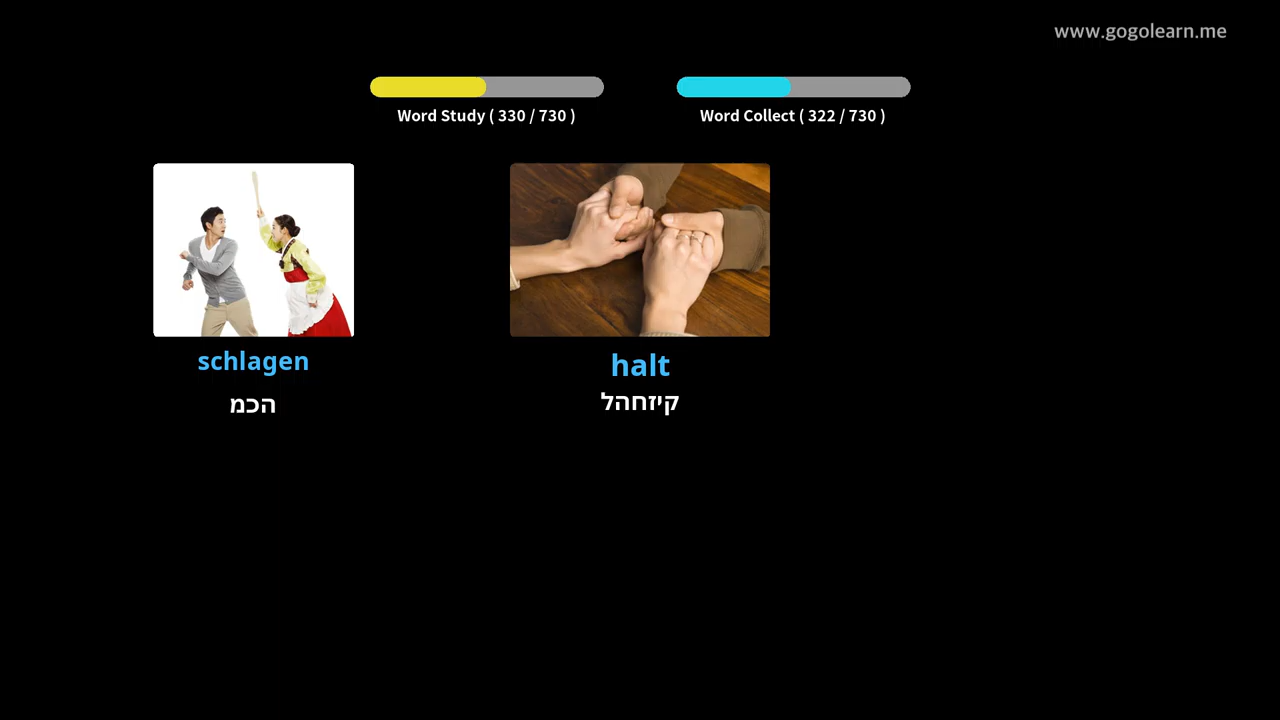 www.gogolearn.me
Word Study ( 330 / 730 )
Word Collect ( 322 / 730 )
schlagen
הכמ
halt
קיזחהל